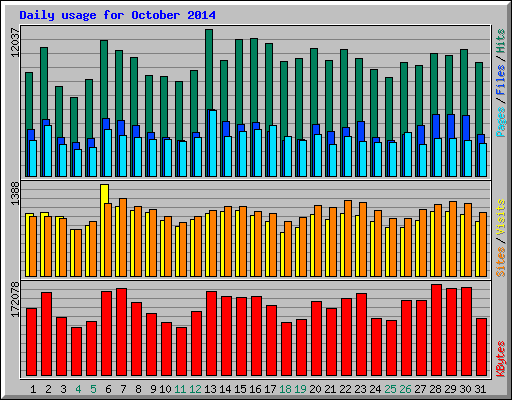 Daily usage for October 2014
12037
Pages / Files / Hits
1388
Sites / Visits
172078
KBytes
1 2 3 4 5 6 7 8 9 10 11 12 13 14 15 16 17 18 19 20 21 22 23 24 25 26 27 28 29 30 31